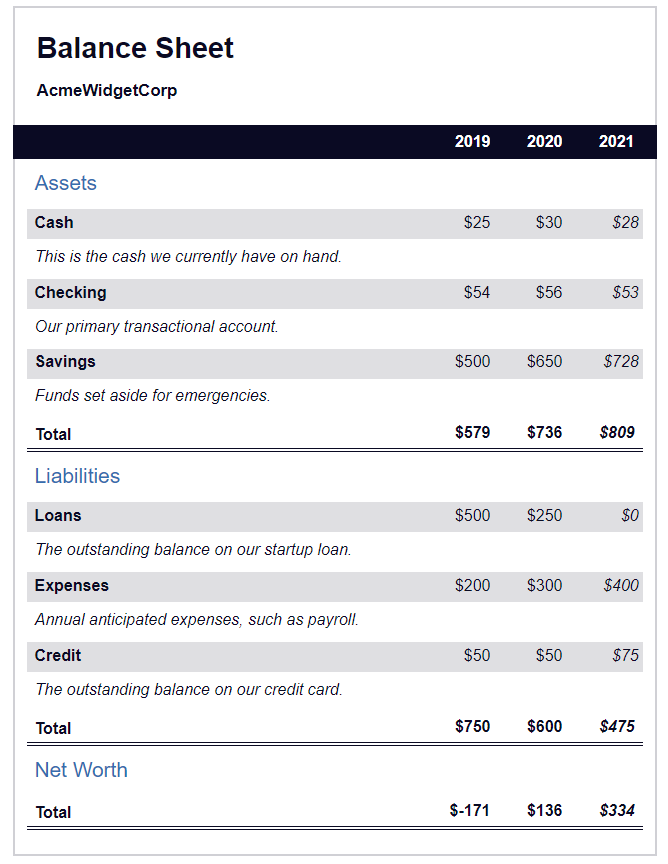 Balance Sheet
AcmeWidgetCorp
2019 2020 2021
Assets
Cash $25 $30 $28
This is the cash we currently have on hand.
Checking $54 $56 $53
Our primary transactional account.
Savings $500 $650 $728
Funds set aside for emergencies.
Total $579 $736 $809
Liabilities
Loans $500 $250 $0
The outstanding balance on our startup loan.
Expenses $200 $300 $400
Annual anticipated expenses, such as payroll.
Credit $50 $50 $75
The outstanding balance on our credit card.
Total $750 $600 $475
Net Worth
Total $-171 $136 $334